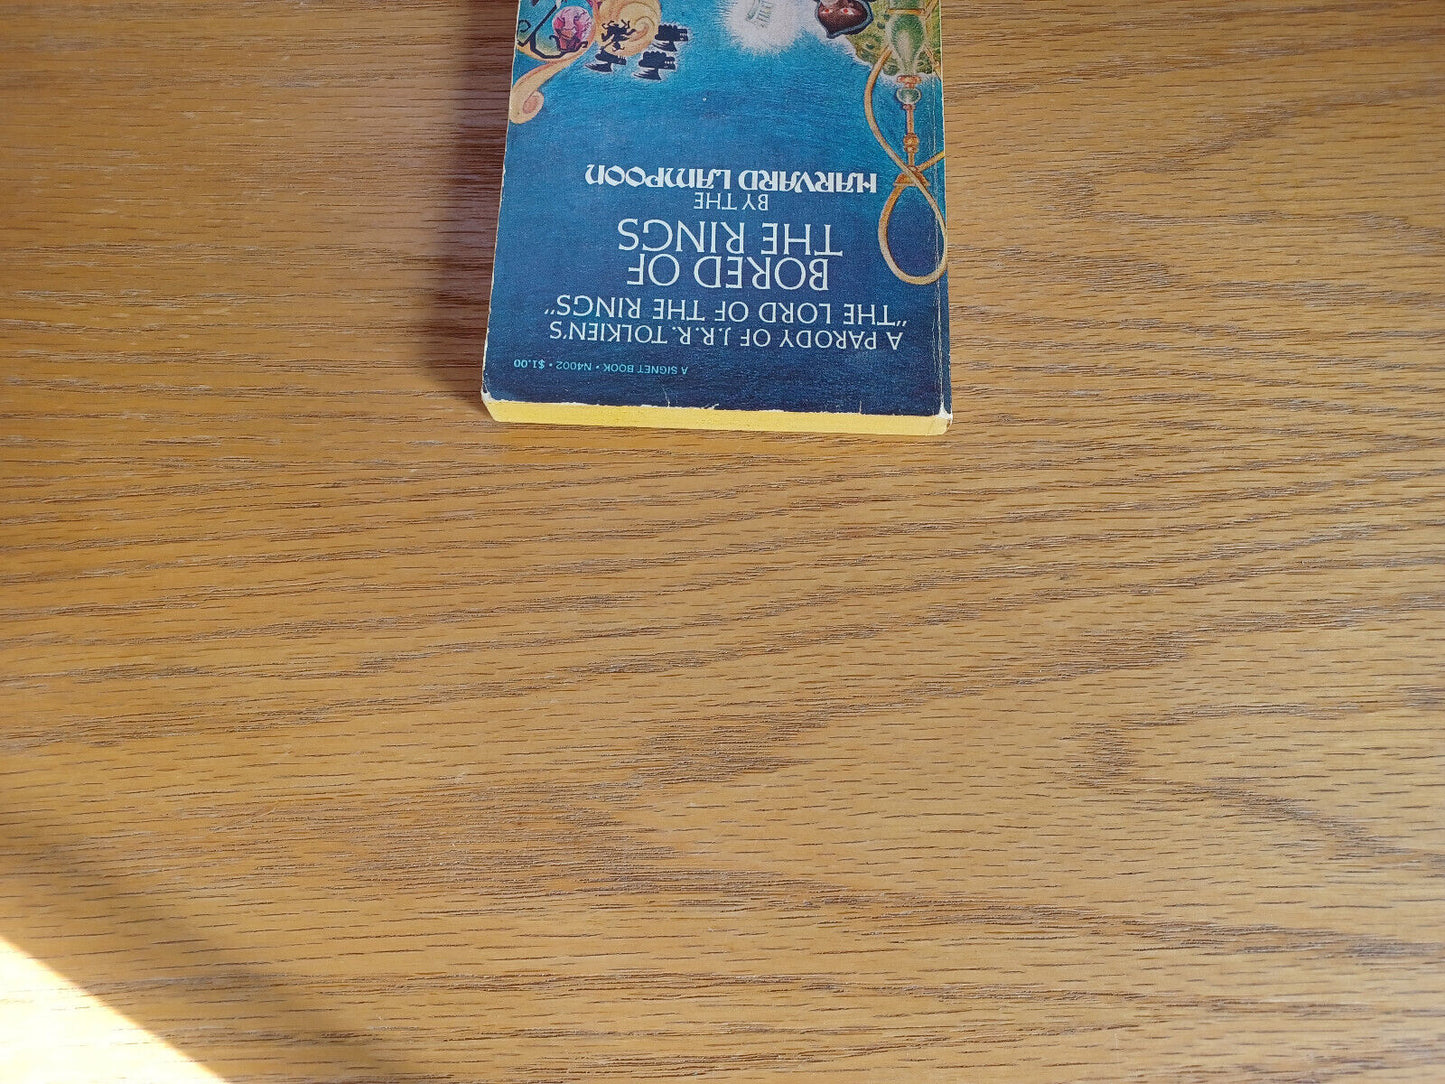 A SIGNET BOOK • N4002 • $1.00
A PARODY OF J.R.R. TOLKIEN'S
"THE LORD OF THE RINGS"
BORED OF
THE RINGS
BY THE
HARVARD LAMPOON